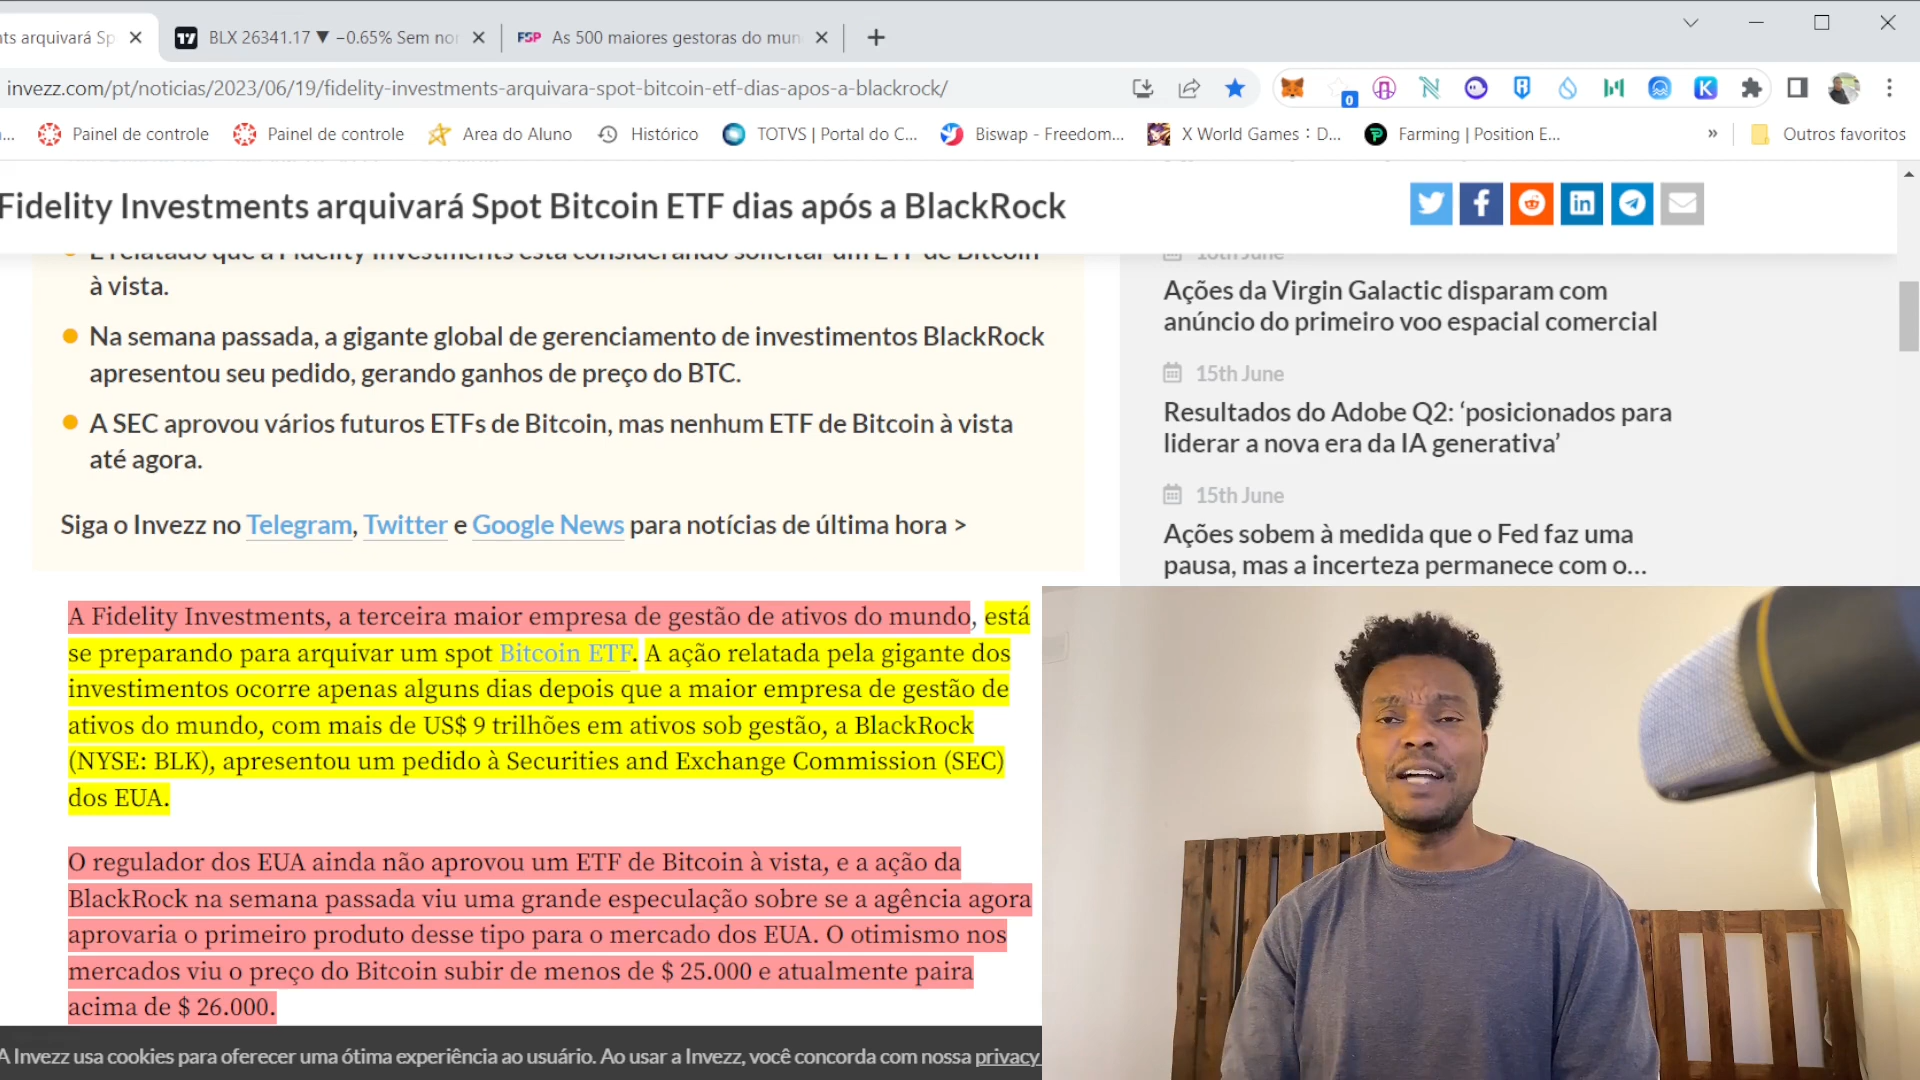 nts arquivará Sp
BLX 26341.17 ▼ −0.65% Sem no
FSP As 500 maiores gestoras do mun
invezz.com/pt/noticias/2023/06/19/fidelity-investments-arquivara-spot-bitcoin-etf-dias-apos-a-blackrock/
0
... Painel de controle Painel de controle Area do Aluno Histórico TOTVS | Portal do C... Biswap - Freedom... X World Games : D... Farming | Position E... » Outros favoritos
Fidelity Investments arquivará Spot Bitcoin ETF dias após a BlackRock
É relatado que a Fidelity Investments está considerando solicitar um ETF de Bitcoin
à vista.
Na semana passada, a gigante global de gerenciamento de investimentos BlackRock
apresentou seu pedido, gerando ganhos de preço do BTC.
A SEC aprovou vários futuros ETFs de Bitcoin, mas nenhum ETF de Bitcoin à vista
até agora.
Siga o Invezz no Telegram, Twitter e Google News para notícias de última hora >
A Fidelity Investments, a terceira maior empresa de gestão de ativos do mundo, está
se preparando para arquivar um spot Bitcoin ETF. A ação relatada pela gigante dos
investimentos ocorre apenas alguns dias depois que a maior empresa de gestão de
ativos do mundo, com mais de US$ 9 trilhões em ativos sob gestão, a BlackRock
(NYSE: BLK), apresentou um pedido à Securities and Exchange Commission (SEC)
dos EUA.
O regulador dos EUA ainda não aprovou um ETF de Bitcoin à vista, e a ação da
BlackRock na semana passada viu uma grande especulação sobre se a agência agora
aprovaria o primeiro produto desse tipo para o mercado dos EUA. O otimismo nos
mercados viu o preço do Bitcoin subir de menos de $ 25.000 e atualmente paira
acima de $ 26.000.
June
Ações da Virgin Galactic disparam com
anúncio do primeiro voo espacial comercial
15th June
Resultados do Adobe Q2: ‘posicionados para
liderar a nova era da IA generativa’
15th June
Ações sobem à medida que o Fed faz uma
pausa, mas a incerteza permanece com o...
A Invezz usa cookies para oferecer uma ótima experiência ao usuário. Ao usar a Invezz, você concorda com nossa privacy